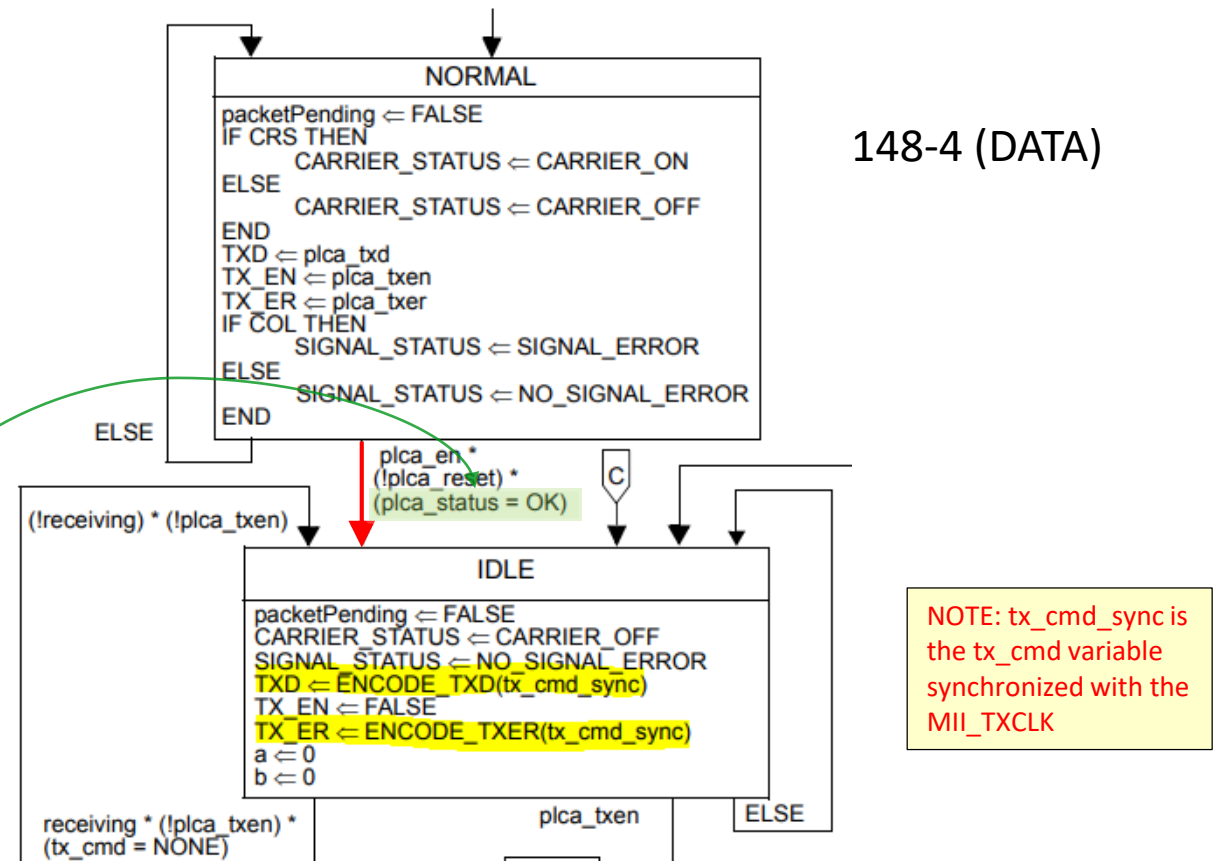 NORMAL
packetPending ⇐ FALSE
IF CRS THEN
CARRIER_STATUS ⇐ CARRIER_ON
ELSE
CARRIER_STATUS ⇐ CARRIER_OFF
END
TXD ⇐ plca_txd
TX_EN ⇐ plca_txen
TX_ER ⇐ plca_txer
IF COL THEN
SIGNAL_STATUS ⇐ SIGNAL_ERROR
ELSE
SIGNAL_STATUS ⇐ NO_SIGNAL_ERROR
END
148-4 (DATA)
ELSE
plca_en *
(!plca_reset) *
(plca_status = OK)
C
(!receiving) * (!plca_txen)
IDLE
packetPending ⇐ FALSE
CARRIER_STATUS ⇐ CARRIER_OFF
SIGNAL_STATUS ⇐ NO_SIGNAL_ERROR
TXD ⇐ ENCODE_TXD(tx_cmd_sync)
TX_EN ⇐ FALSE
TX_ER ⇐ ENCODE_TXER(tx_cmd_sync)
a ⇐ 0
b ⇐ 0
NOTE: tx_cmd_sync is
the tx_cmd variable
synchronized with the
MII_TXCLK
receiving * (!plca_txen) *
(tx_cmd = NONE)
plca_txen
ELSE